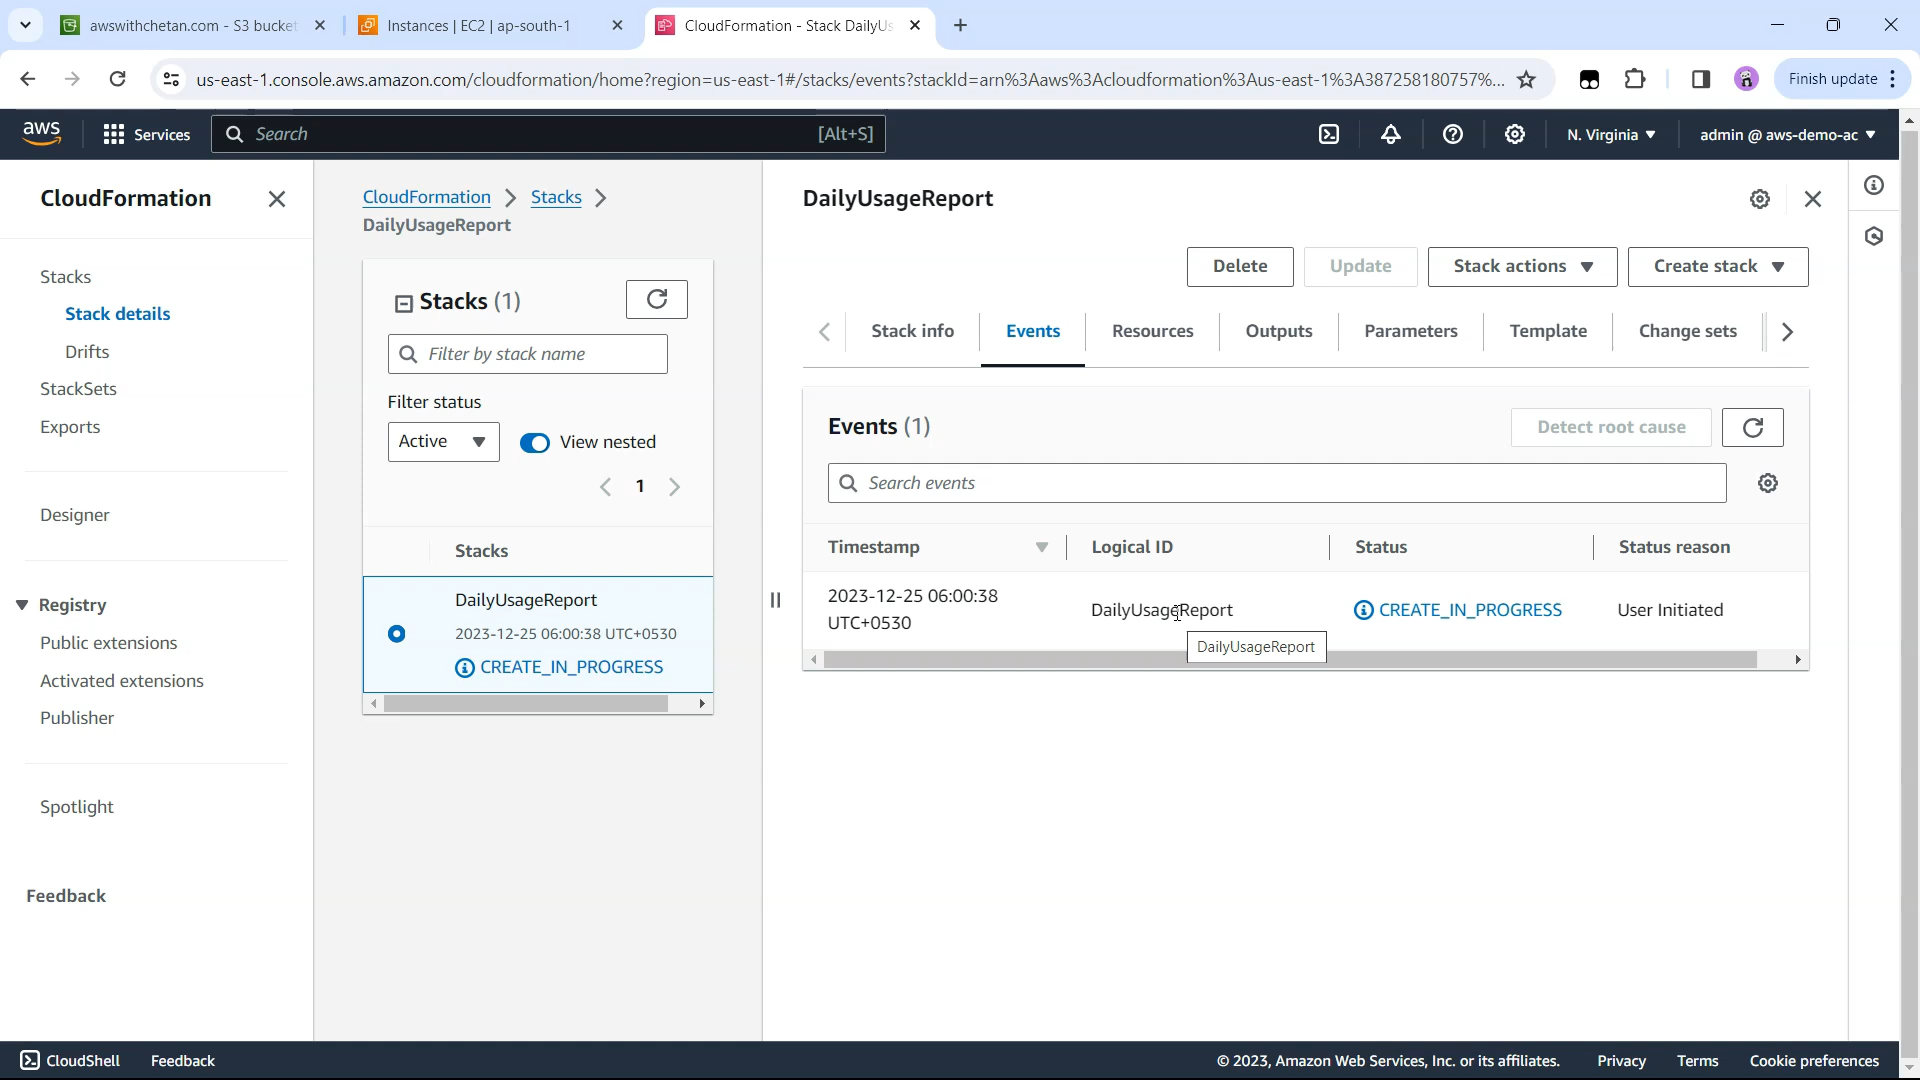 awswithchetan.com - S3 bucket
Instances | EC2 | ap-south-1
CloudFormation - Stack DailyUs
us-east-1.console.aws.amazon.com/cloudformation/home?region=us-east-1#/stacks/events?stackId=arn%3Aaws%3Acloudformation%3Aus-east-1%3A387258180757%...
Finish update
aws
Services
Search
[Alt+S]
N. Virginia
admin @ aws-demo-ac
CloudFormation
Stacks
Stack details
Drifts
StackSets
Exports
Designer
Registry
Public extensions
Activated extensions
Publisher
Spotlight
Feedback
CloudFormation
Stacks
DailyUsageReport
Stacks (1)
Filter by stack name
Filter status
Active
View nested
1
Stacks
DailyUsageReport
2023-12-25 06:00:38 UTC+0530
CREATE_IN_PROGRESS
DailyUsageReport
Delete
Update
Stack actions
Create stack
Stack info
Events
Resources
Outputs
Parameters
Template
Change sets
Events (1)
Detect root cause
Search events
Timestamp
Logical ID
Status
Status reason
2023-12-25 06:00:38
UTC+0530
DailyUsageReport
CREATE_IN_PROGRESS
User Initiated
DailyUsageReport
CloudShell
Feedback
© 2023, Amazon Web Services, Inc. or its affiliates.
Privacy
Terms
Cookie preferences